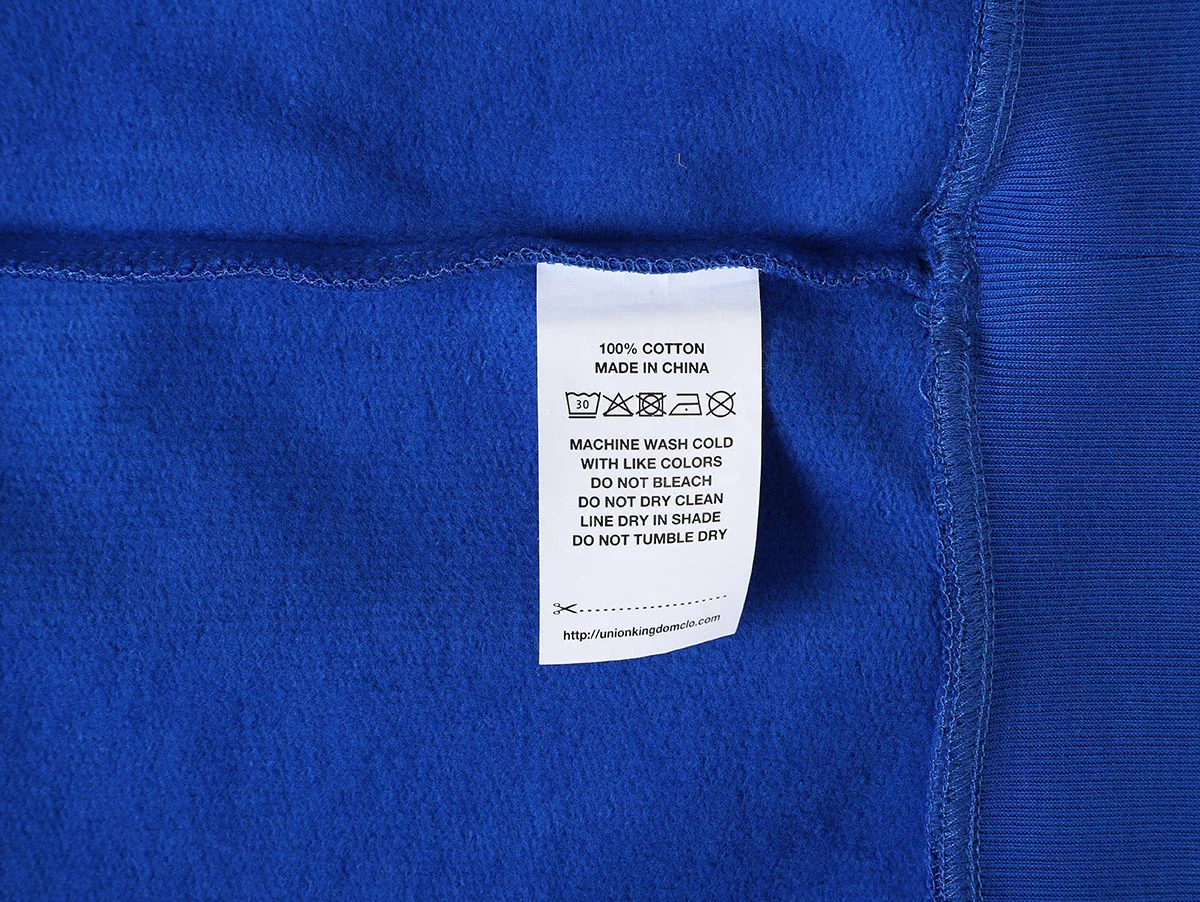 100% COTTON
MADE IN CHINA
30
MACHINE WASH COLD
WITH LIKE COLORS
DO NOT BLEACH
DO NOT DRY CLEAN
LINE DRY IN SHADE
DO NOT TUMBLE DRY
http://unionkingdomclo.com